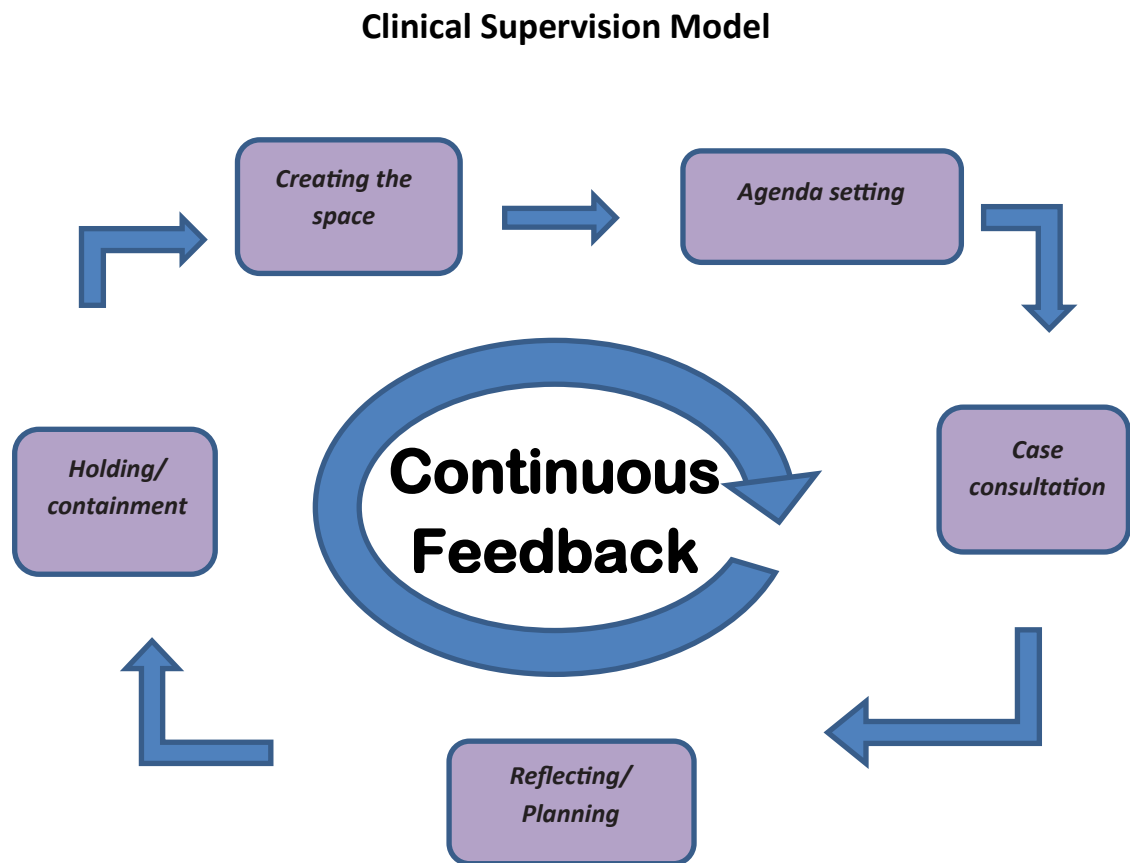 Clinical Supervision Model
Creating the
space
Agenda setting
Case
consultation
Continuous
Feedback
Holding/
containment
Reflecting/
Planning